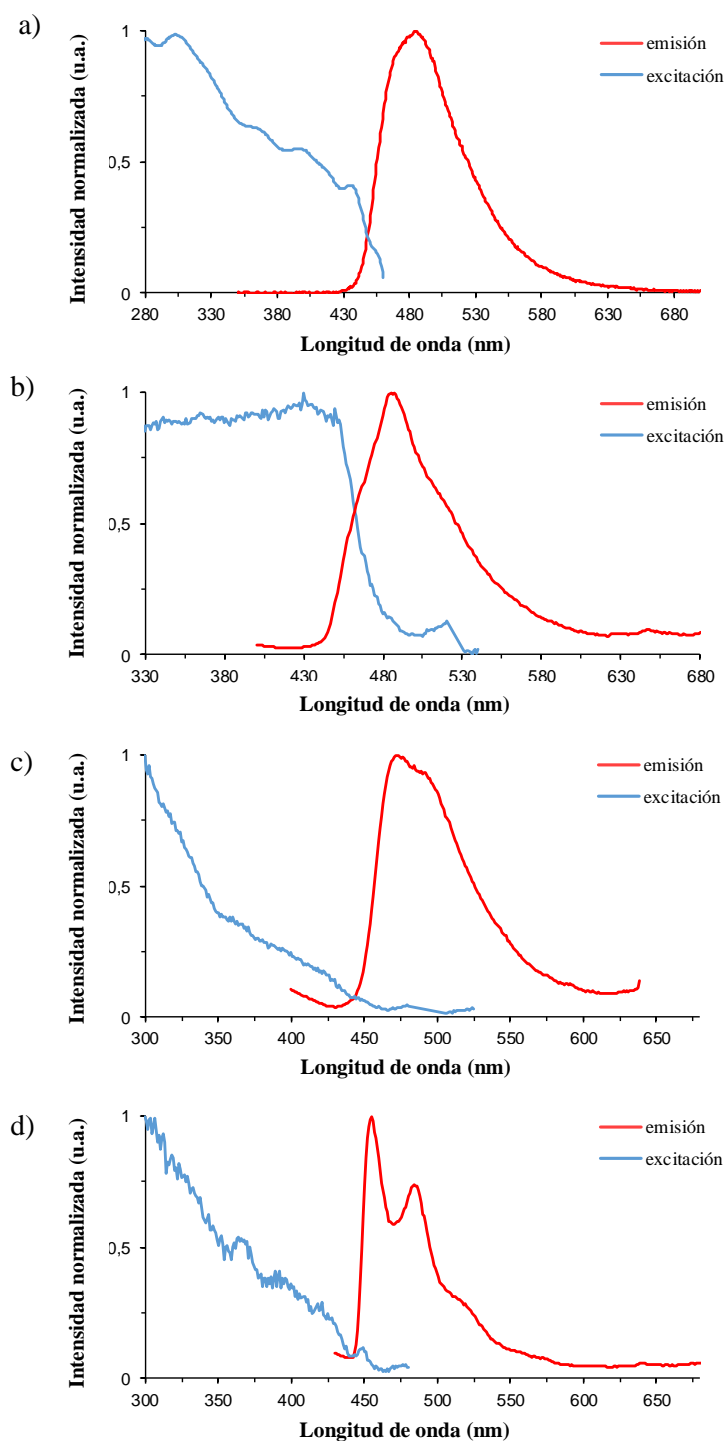 a)
Intensidad normalizada (u.a.)
1
0,5
0
emisión
excitación
280 330 380 430 480 530 580 630 680
Longitud de onda (nm)
b)
Intensidad normalizada (u.a.)
1
0,5
0
emisión
excitación
330 380 430 480 530 580 630 680
Longitud de onda (nm)
c)
Intensidad normalizada (u.a.)
1
0,5
0
emisión
excitación
300 350 400 450 500 550 600 650
Longitud de onda (nm)
d)
Intensidad normalizada (u.a.)
1
0,5
0
emisión
excitación
300 350 400 450 500 550 600 650
Longitud de onda (nm)